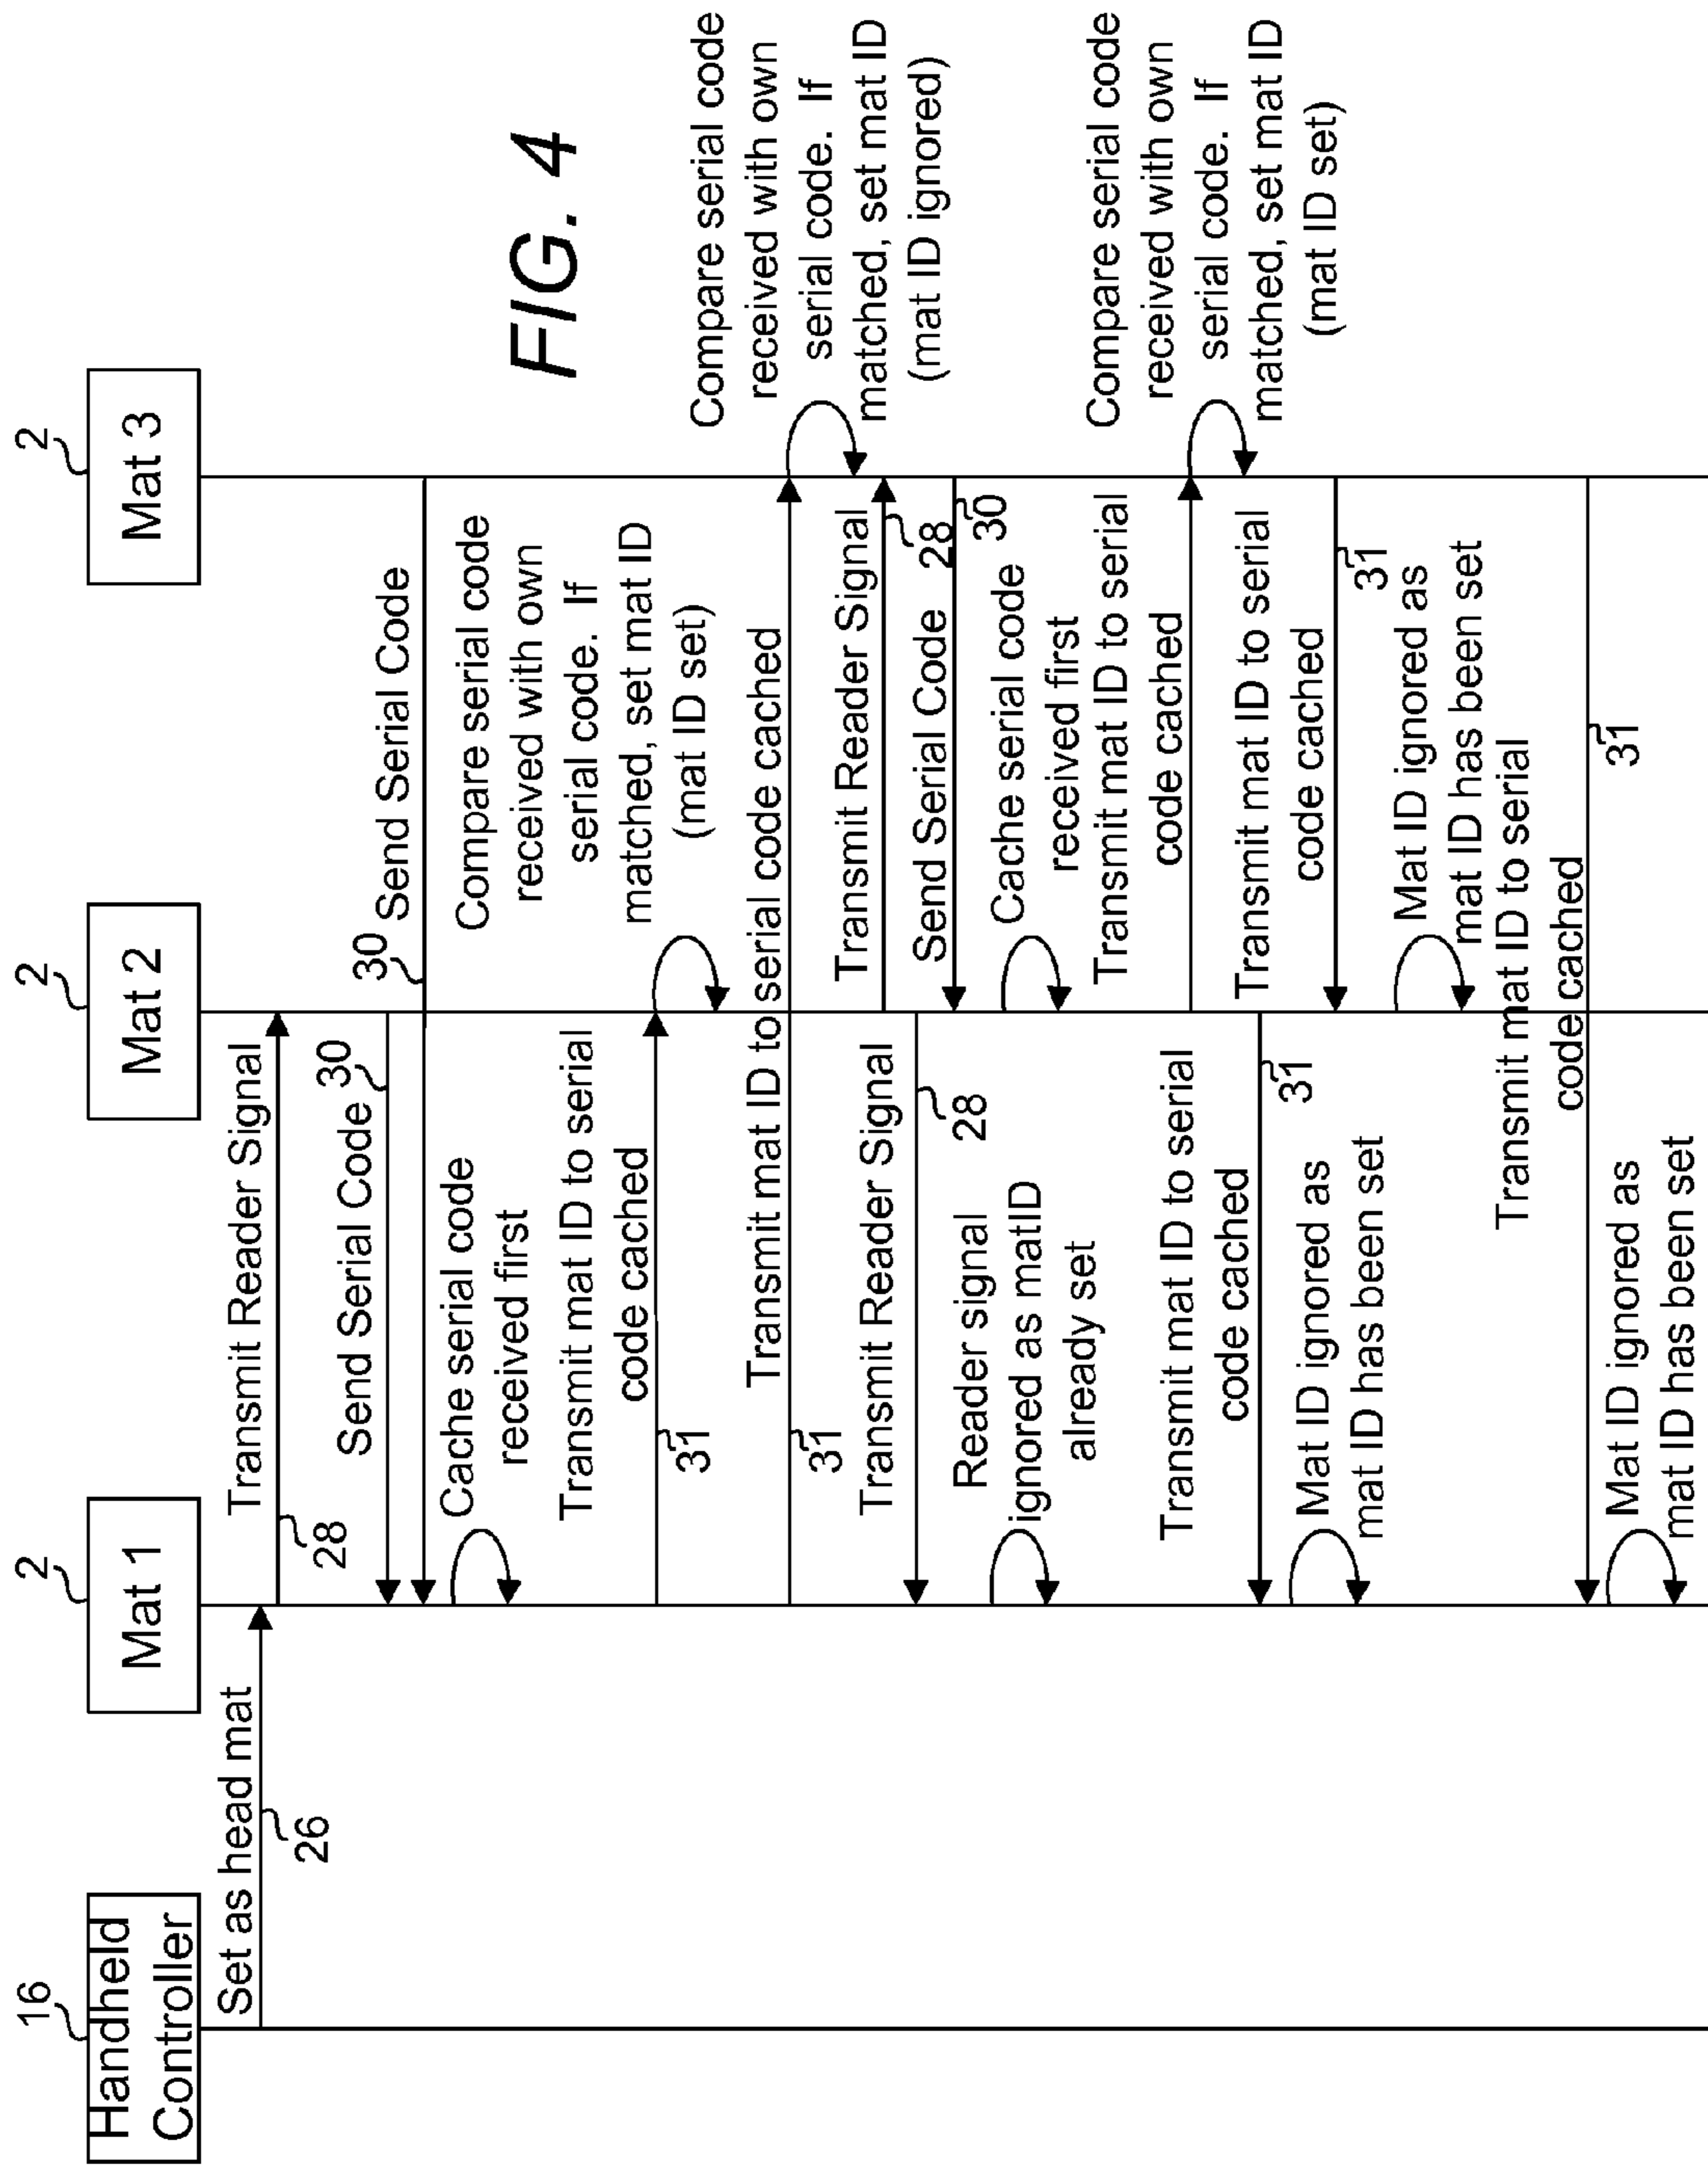 16
Handheld
Controller
2
Mat 1
2
Mat 2
2
Mat 3
FIG. 4
Set as head mat
26
Transmit Reader Signal
28
Send Serial Code
30
30
Send Serial Code
Cache serial code
received first
Compare serial code
received with own
serial code. If
matched, set mat ID
(mat ID set)
Transmit mat ID to serial
code cached
31
Transmit mat ID to serial code cached
31
Compare serial code
received with own
serial code. If
matched, set mat ID
(mat ID ignored)
Transmit Reader Signal
28
Transmit Reader Signal
28
Send Serial Code
30
Reader signal
ignored as matID
already set
Cache serial code
received first
Transmit mat ID to serial
code cached
Compare serial code
received with own
serial code. If
matched, set mat ID
(mat ID set)
Transmit mat ID to serial
code cached
31
Transmit mat ID to serial
code cached
31
Mat ID ignored as
mat ID has been set
Mat ID ignored as
mat ID has been set
Transmit mat ID to serial
code cached
31
Mat ID ignored as
mat ID has been set